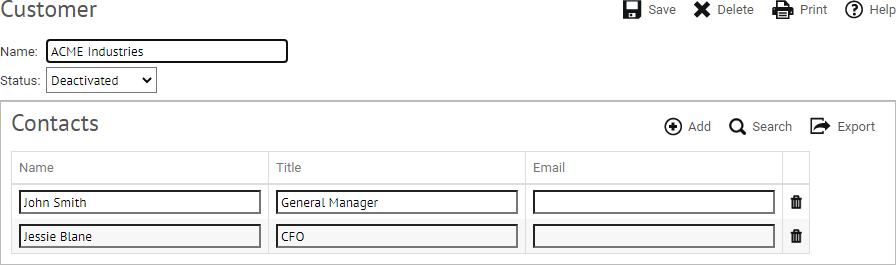 Customer Save Delete Print Help
Name: ACME Industries
Status: Deactivated
Contacts Add Search Export
Name Title Email
John Smith General Manager
Jessie Blane CFO